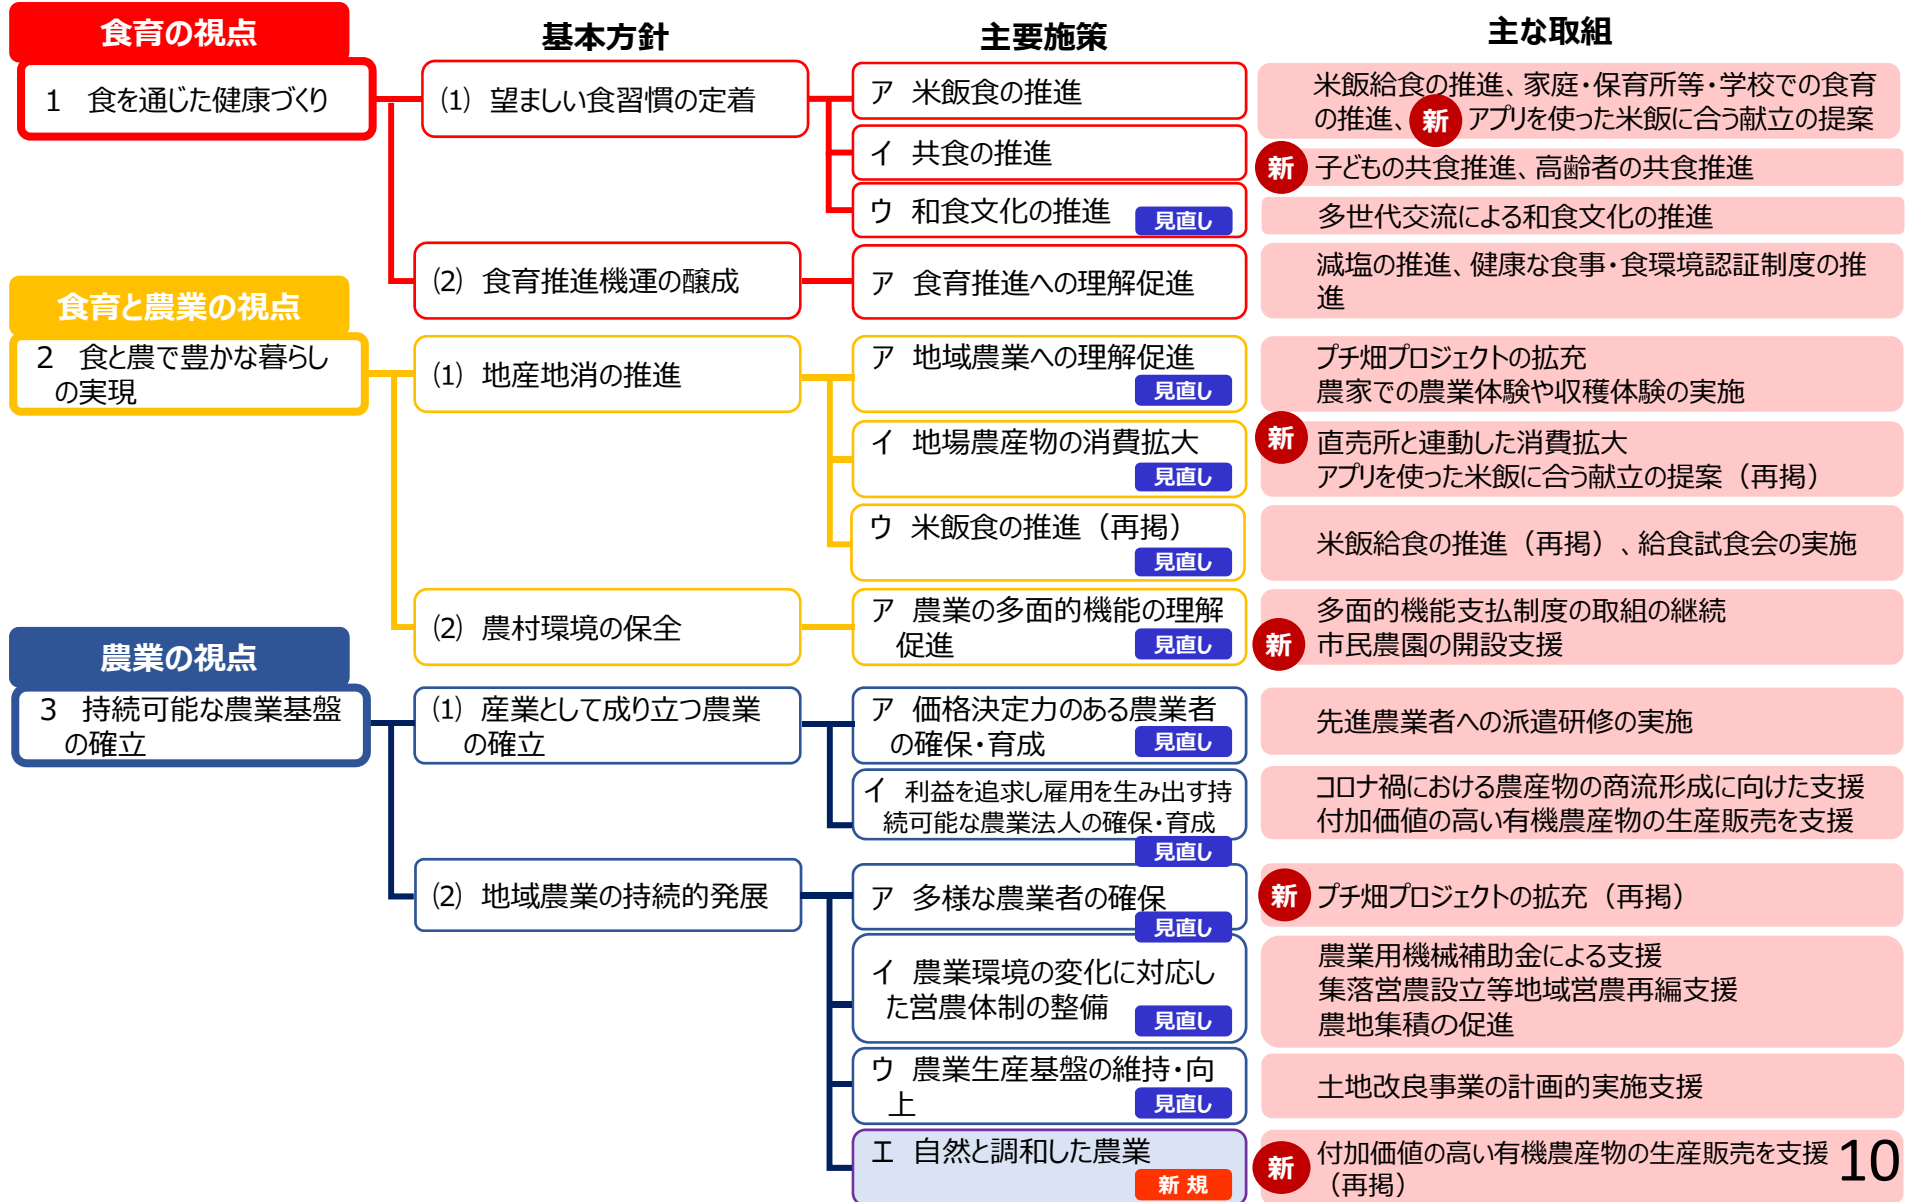 食育の視点
基本方針
主要施策
主な取組
1 食を通じた健康づくり
⑴ 望ましい食習慣の定着
ア 米飯食の推進
米飯給食の推進、家庭・保育所等・学校での食育
の推進、 新 アプリを使った米飯に合う献立の提案
イ 共食の推進
新 子どもの共食推進、高齢者の共食推進
ウ 和食文化の推進
見直し
多世代交流による和食文化の推進
⑵ 食育推進機運の醸成
ア 食育推進への理解促進
減塩の推進、健康な食事・食環境認証制度の推
進
食育と農業の視点
2 食と農で豊かな暮らし
の実現
⑴ 地産地消の推進
ア 地域農業への理解促進
見直し
プチ畑プロジェクトの拡充
農家での農業体験や収穫体験の実施
イ 地場農産物の消費拡大
見直し
新 直売所と連動した消費拡大
アプリを使った米飯に合う献立の提案（再掲）
ウ 米飯食の推進（再掲）
見直し
米飯給食の推進（再掲）、給食試食会の実施
⑵ 農村環境の保全
ア 農業の多面的機能の理解
促進
見直し
多面的機能支払制度の取組の継続
新 市民農園の開設支援
農業の視点
3 持続可能な農業基盤
の確立
⑴ 産業として成り立つ農業
の確立
ア 価格決定力のある農業者
の確保・育成
見直し
先進農業者への派遣研修の実施
イ 利益を追求し雇用を生み出す持
続可能な農業法人の確保・育成
見直し
コロナ禍における農産物の商流形成に向けた支援
付加価値の高い有機農産物の生産販売を支援
⑵ 地域農業の持続的発展
ア 多様な農業者の確保
見直し
新 プチ畑プロジェクトの拡充（再掲）
イ 農業環境の変化に対応し
た営農体制の整備
見直し
農業用機械補助金による支援
集落営農設立等地域営農再編支援
農地集積の促進
ウ 農業生産基盤の維持・向
上
見直し
土地改良事業の計画的実施支援
エ 自然と調和した農業
新 規
新 付加価値の高い有機農産物の生産販売を支援
（再掲）
10